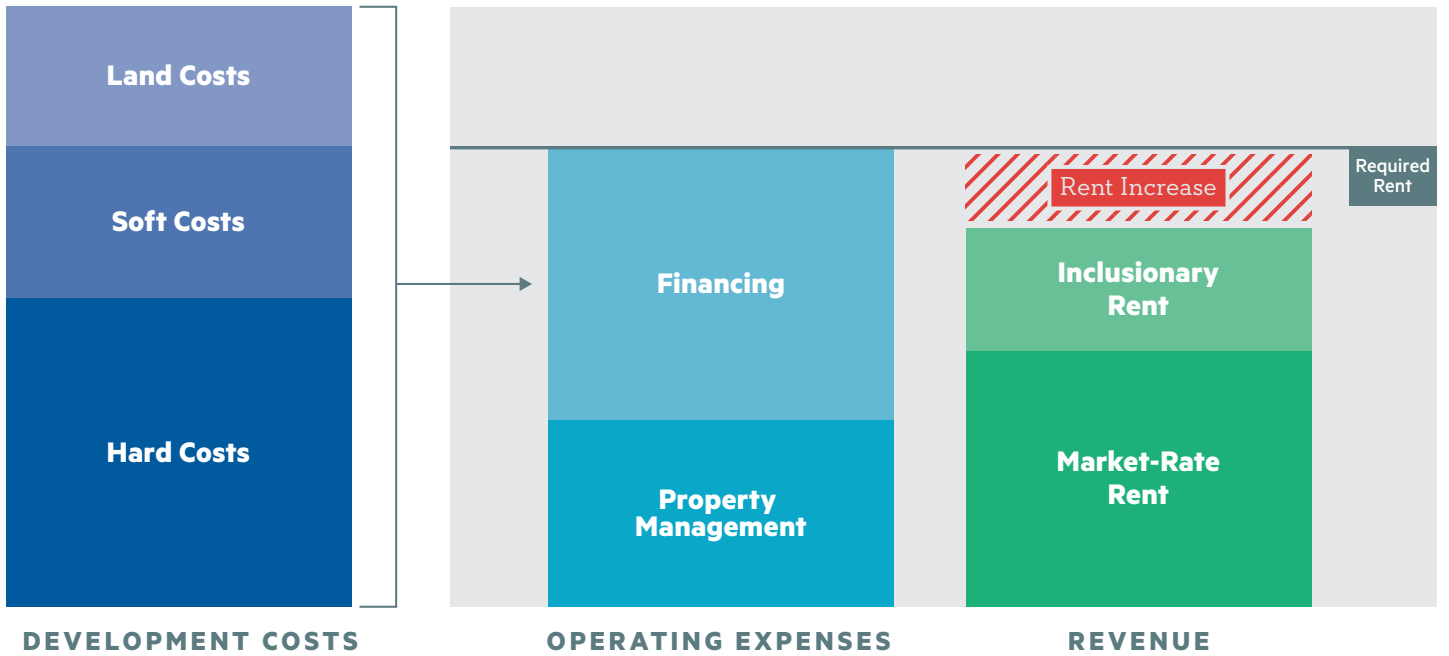 Land Costs
Soft Costs
Hard Costs
DEVELOPMENT COSTS
Financing
Property
Management
OPERATING EXPENSES
Rent Increase
Inclusionary
Rent
Market-Rate
Rent
REVENUE
Required
Rent